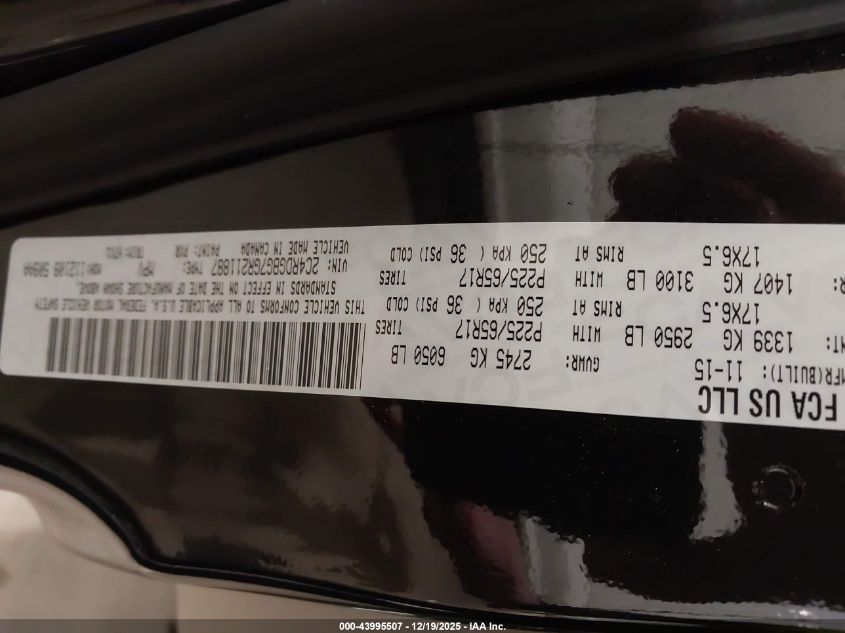 FCA US LLC
MFR(BUILT): 11-15 GVWR: 2745 KG 6050 LB
1339 KG 2950 LB WITH P225/65R17 TIRES
17X6.5 RIMS AT 250 KPA ( 36 PSI) COLD
1407 KG 3100 LB WITH P225/65R17 TIRES
17X6.5 RIMS AT 250 KPA ( 36 PSI) COLD
THIS VEHICLE CONFORMS TO ALL APPLICABLE U.S.A. FEDERAL MOTOR VEHICLE SAFETY
STANDARDS IN EFFECT ON THE DATE OF MANUFACTURE SHOWN ABOVE.
VIN: 2C4RDGBG7GR211887 TYPE: MPV
VEHICLE MADE IN CANADA PAINT: PXR
000-43995507 - 12/19/2025 - IAA Inc.